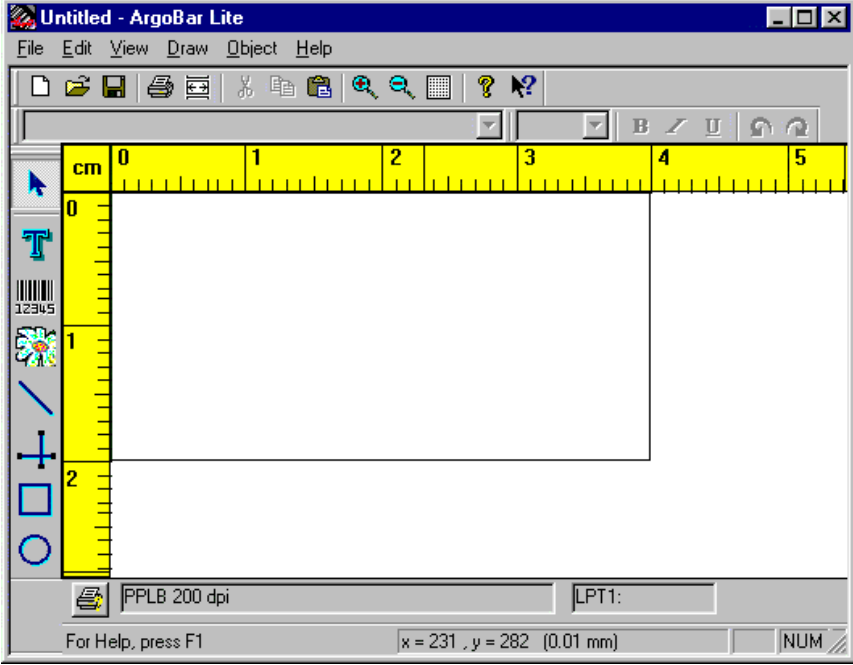 Untitled - ArgoBar Lite
File Edit View Draw Object Help
B I U
cm 0 1 2 3 4 5
0
T
12345
1
2
PPLB 200 dpi LPT1:
For Help, press F1 x = 231 , y = 282 (0.01 mm) NUM